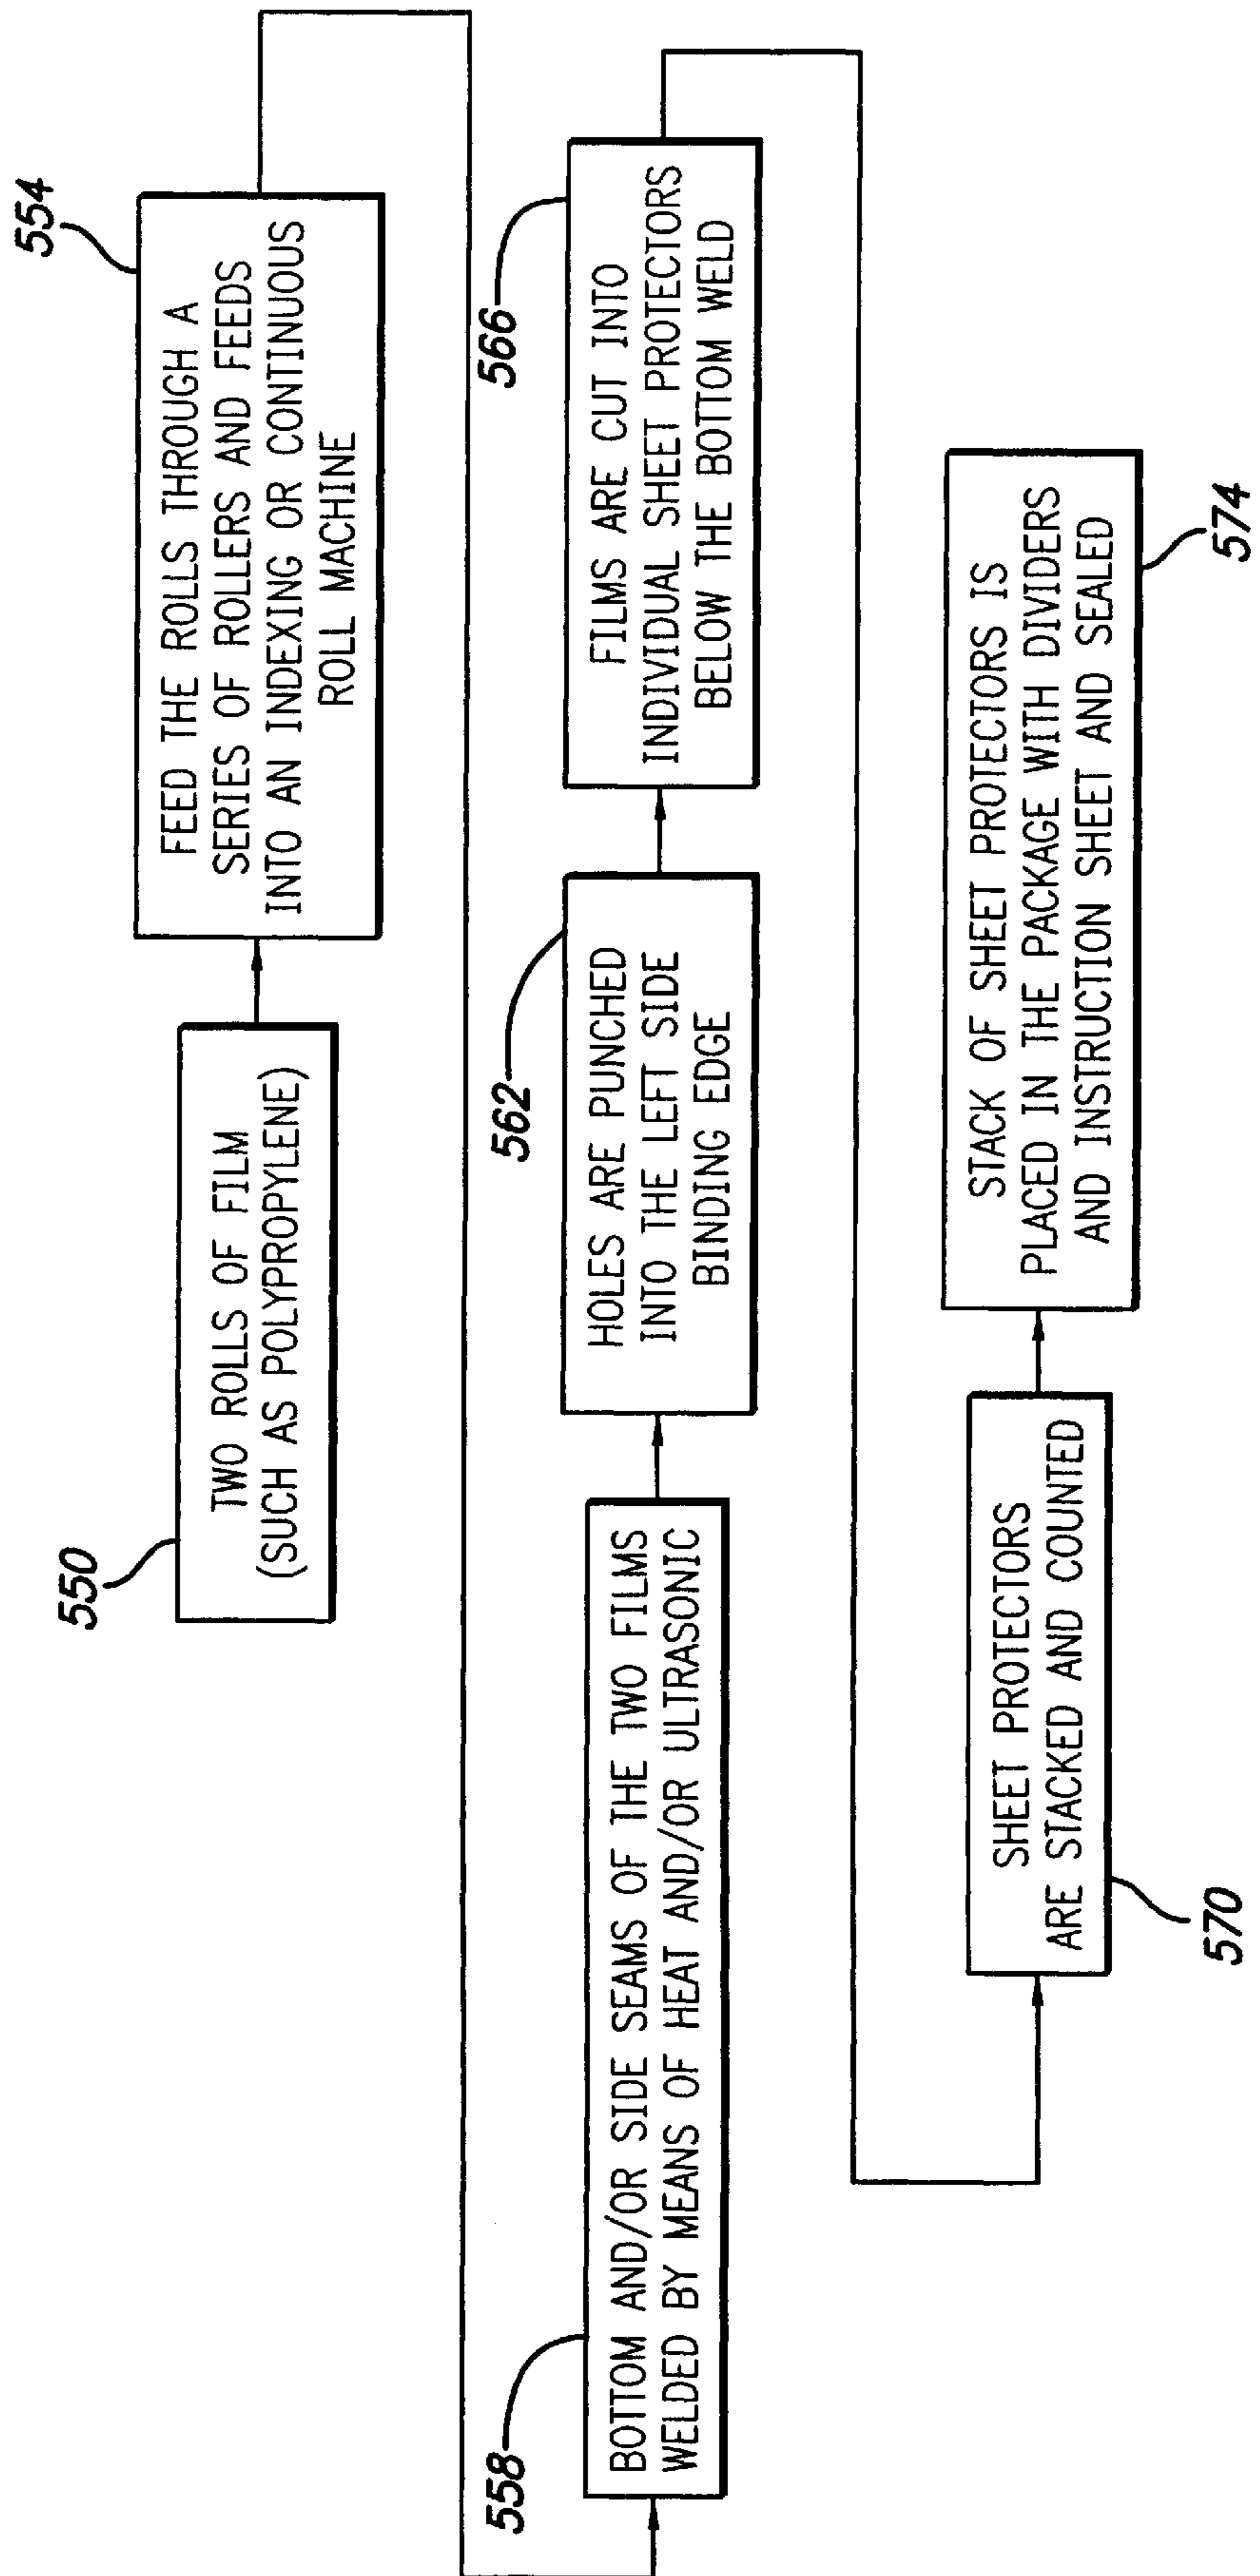 550
TWO ROLLS OF FILM
(SUCH AS POLYPROPYLENE)
554
FEED THE ROLLS THROUGH A
SERIES OF ROLLERS AND FEEDS
INTO AN INDEXING OR CONTINUOUS
ROLL MACHINE
558
BOTTOM AND/OR SIDE SEAMS OF THE TWO FILMS
WELDED BY MEANS OF HEAT AND/OR ULTRASONIC
562
HOLES ARE PUNCHED
INTO THE LEFT SIDE
BINDING EDGE
566
FILMS ARE CUT INTO
INDIVIDUAL SHEET PROTECTORS
BELOW THE BOTTOM WELD
SHEET PROTECTORS
ARE STACKED AND COUNTED
570
STACK OF SHEET PROTECTORS IS
PLACED IN THE PACKAGE WITH DIVIDERS
AND INSTRUCTION SHEET AND SEALED
574